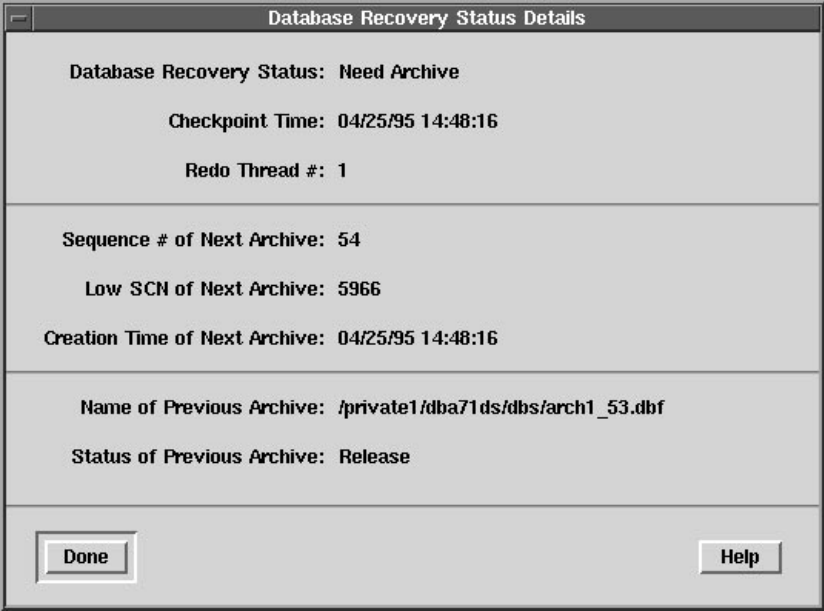 Database Recovery Status Details
Database Recovery Status: Need Archive
Checkpoint Time: 04/25/95 14:48:16
Redo Thread #: 1
Sequence # of Next Archive: 54
Low SCN of Next Archive: 5966
Creation Time of Next Archive: 04/25/95 14:48:16
Name of Previous Archive: /private1/dba71ds/dbs/arch1_53.dbf
Status of Previous Archive: Release
Done Help